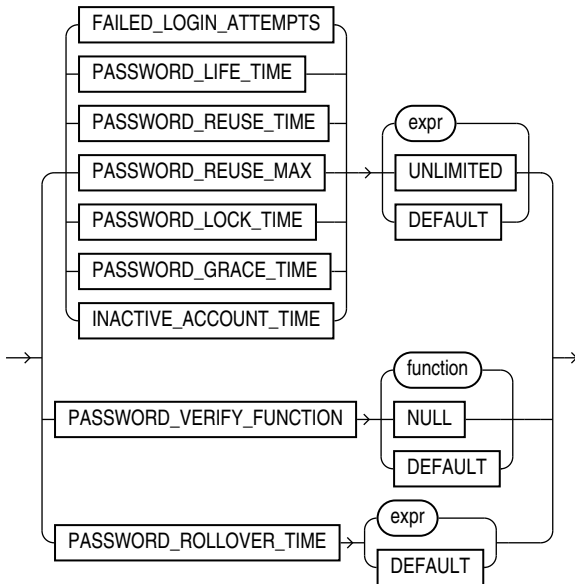 FAILED_LOGIN_ATTEMPTS
PASSWORD_LIFE_TIME
PASSWORD_REUSE_TIME
PASSWORD_REUSE_MAX
PASSWORD_LOCK_TIME
PASSWORD_GRACE_TIME
INACTIVE_ACCOUNT_TIME
expr
UNLIMITED
DEFAULT
PASSWORD_VERIFY_FUNCTION
function
NULL
DEFAULT
PASSWORD_ROLLOVER_TIME
expr
DEFAULT